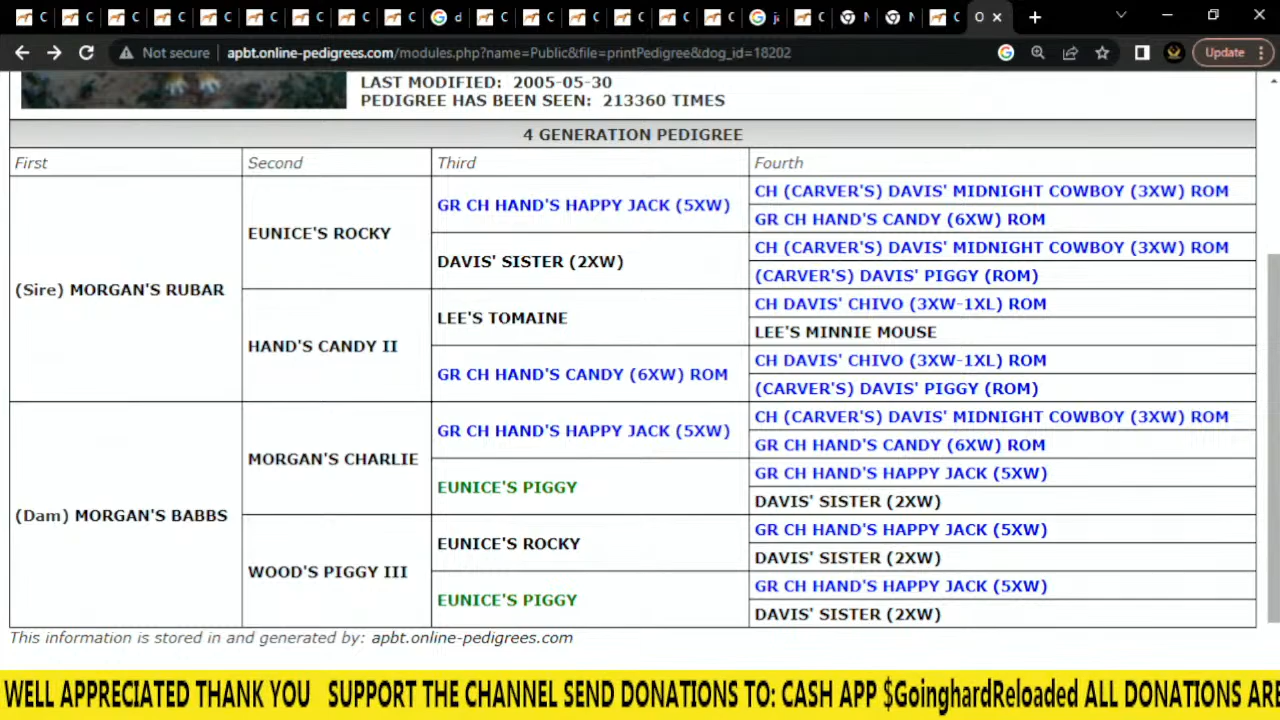 Not secure apbt.online-pedigrees.com/modules.php?name=Public&file=printPedigree&dog_id=18202 Update
LAST MODIFIED: 2005-05-30
PEDIGREE HAS BEEN SEEN: 213360 TIMES
4 GENERATION PEDIGREE
First Second Third Fourth
(Sire) MORGAN'S RUBAR
EUNICE'S ROCKY
GR CH HAND'S HAPPY JACK (5XW)
CH (CARVER'S) DAVIS' MIDNIGHT COWBOY (3XW) ROM
GR CH HAND'S CANDY (6XW) ROM
DAVIS' SISTER (2XW)
CH (CARVER'S) DAVIS' MIDNIGHT COWBOY (3XW) ROM
(CARVER'S) DAVIS' PIGGY (ROM)
HAND'S CANDY II
LEE'S TOMAINE
CH DAVIS' CHIVO (3XW-1XL) ROM
LEE'S MINNIE MOUSE
GR CH HAND'S CANDY (6XW) ROM
CH DAVIS' CHIVO (3XW-1XL) ROM
(CARVER'S) DAVIS' PIGGY (ROM)
(Dam) MORGAN'S BABBS
MORGAN'S CHARLIE
GR CH HAND'S HAPPY JACK (5XW)
CH (CARVER'S) DAVIS' MIDNIGHT COWBOY (3XW) ROM
GR CH HAND'S CANDY (6XW) ROM
EUNICE'S PIGGY
GR CH HAND'S HAPPY JACK (5XW)
DAVIS' SISTER (2XW)
WOOD'S PIGGY III
EUNICE'S ROCKY
GR CH HAND'S HAPPY JACK (5XW)
DAVIS' SISTER (2XW)
EUNICE'S PIGGY
GR CH HAND'S HAPPY JACK (5XW)
DAVIS' SISTER (2XW)
This information is stored in and generated by: apbt.online-pedigrees.com
WELL APPRECIATED THANK YOU SUPPORT THE CHANNEL SEND DONATIONS TO: CASH APP $GoinghardReloaded ALL DONATIONS ARE